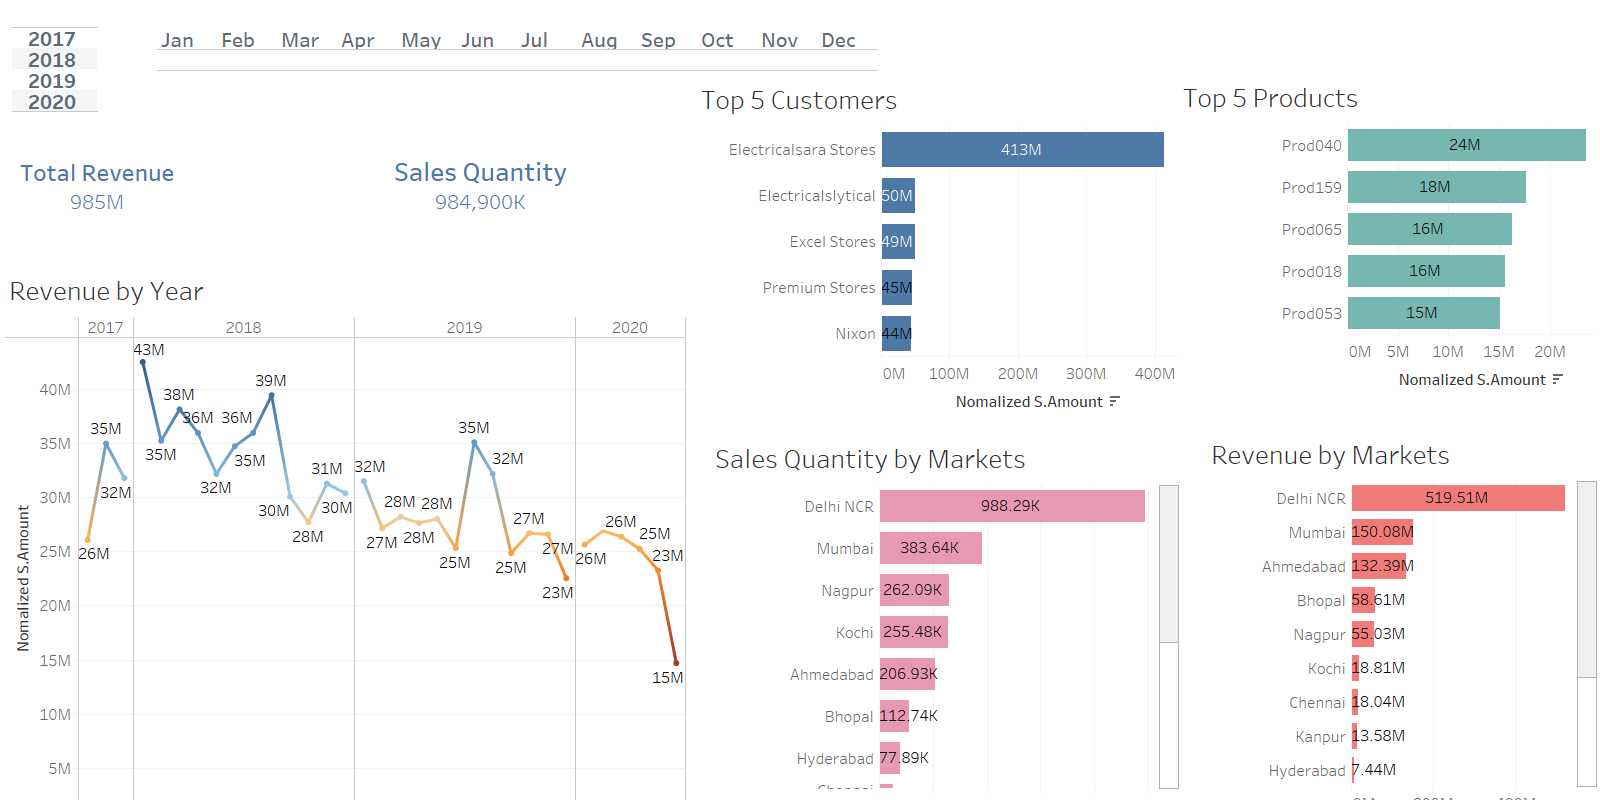 2017
2018
2019
2020
Jan Feb Mar Apr May Jun Jul Aug Sep Oct Nov Dec
Total Revenue
985M
Sales Quantity
984,900K
Top 5 Customers
Electricalsara Stores 413M
Electricalslytical 50M
Excel Stores 49M
Premium Stores 45M
Nixon 44M
0M 100M 200M 300M 400M
Nomalized S.Amount
Top 5 Products
Prod040 24M
Prod159 18M
Prod065 16M
Prod018 16M
Prod053 15M
0M 5M 10M 15M 20M
Nomalized S.Amount
Revenue by Year
2017 2018 2019 2020
Nomalized S.Amount
40M
35M
30M
25M
20M
15M
10M
5M
26M 35M 32M
43M 35M 38M 36M 32M 36M 35M 39M 30M 28M 31M 30M
32M 27M 28M 28M 28M 25M 35M 32M 25M 27M 27M 23M
26M 26M 25M 23M 15M
Sales Quantity by Markets
Delhi NCR 988.29K
Mumbai 383.64K
Nagpur 262.09K
Kochi 255.48K
Ahmedabad 206.93K
Bhopal 112.74K
Hyderabad 77.89K
Chennai
Revenue by Markets
Delhi NCR 519.51M
Mumbai 150.08M
Ahmedabad 132.39M
Bhopal 58.61M
Nagpur 55.03M
Kochi 18.81M
Chennai 18.04M
Kanpur 13.58M
Hyderabad 7.44M